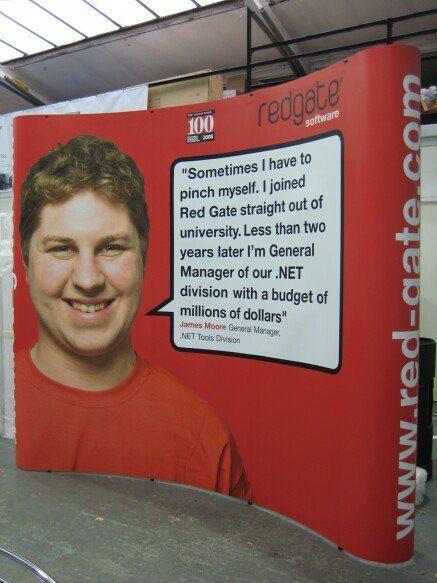 100
2006
redgate
software
"Sometimes I have to
pinch myself. I joined
Red Gate straight out of
university. Less than two
years later I'm General
Manager of our .NET
division with a budget of
millions of dollars"
James Moore General Manager,
.NET Tools Division
www.red-gate.com